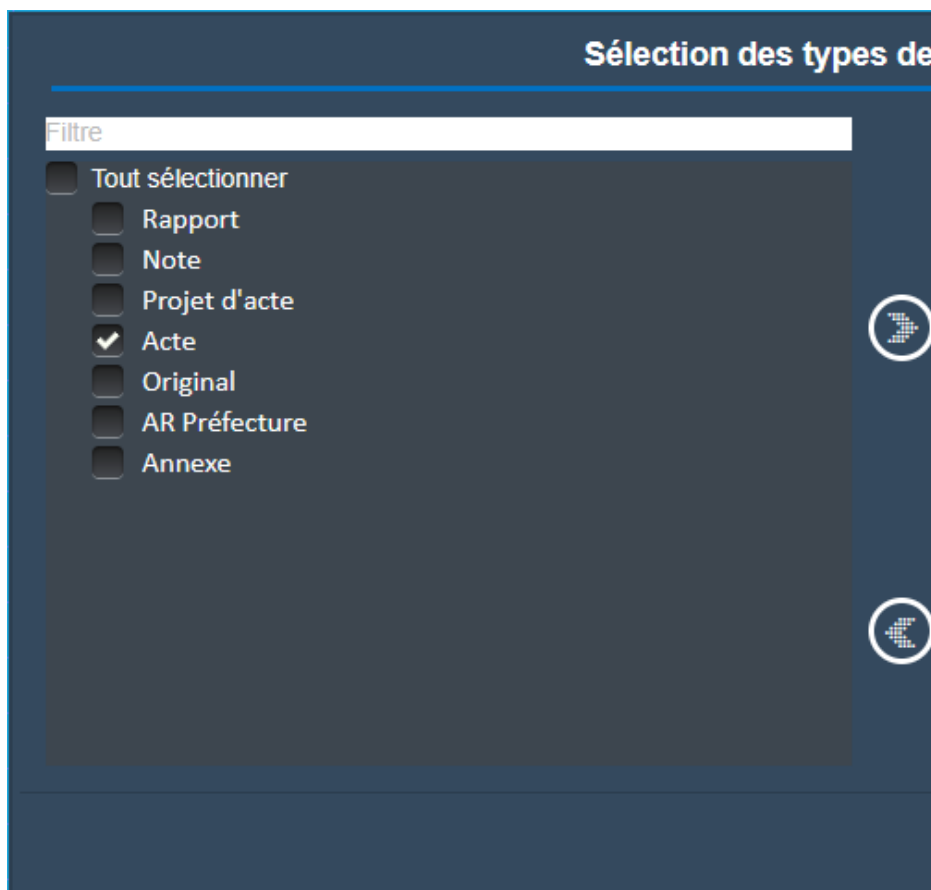 Sélection des types de
Filtre
Tout sélectionner
Rapport
Note
Projet d'acte
Acte
Original
AR Préfecture
Annexe